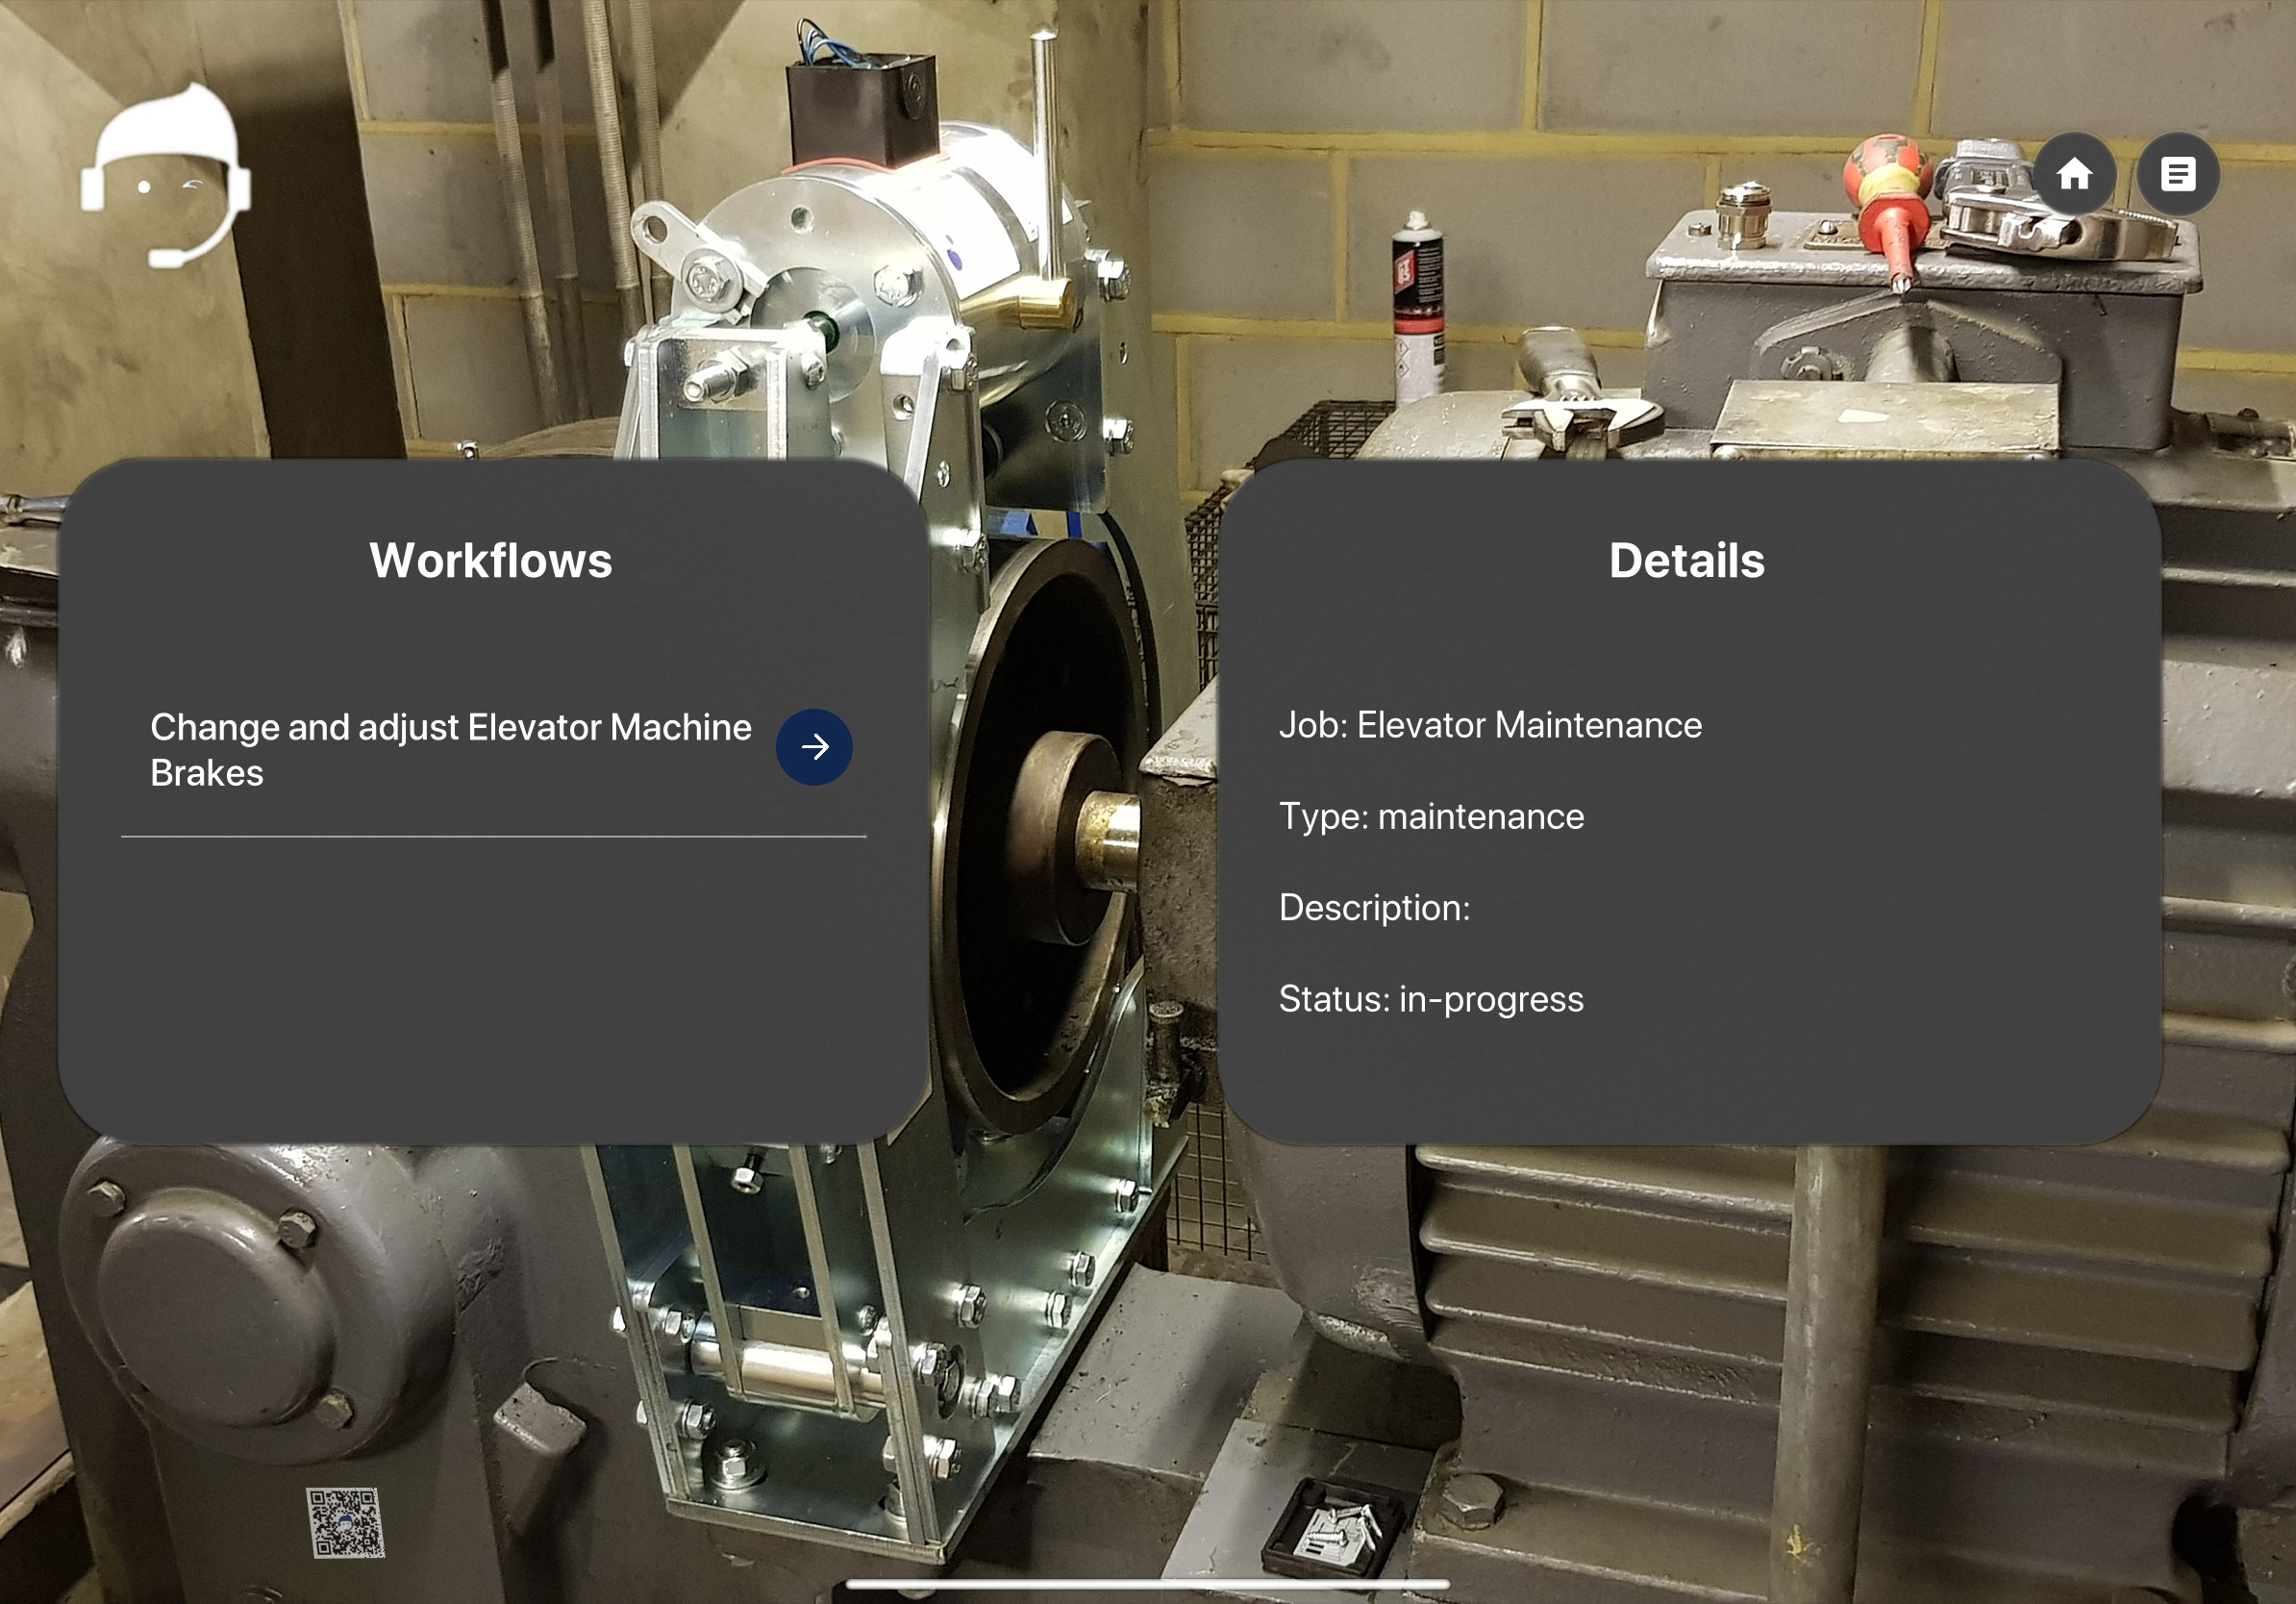 Workflows
Change and adjust Elevator Machine
Brakes
Details
Job: Elevator Maintenance
Type: maintenance
Description:
Status: in-progress